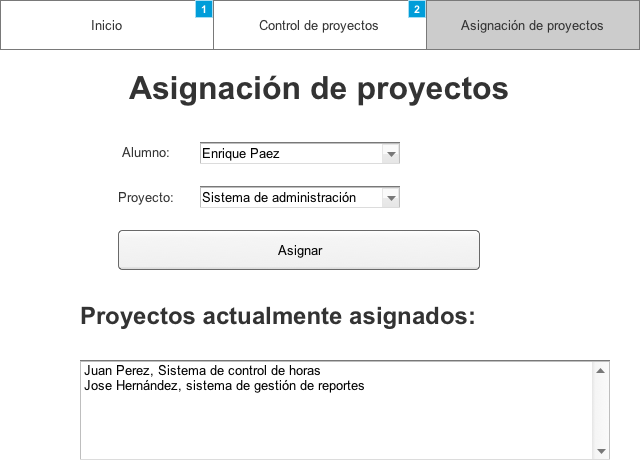 Inicio
1
Control de proyectos
2
Asignación de proyectos
Asignación de proyectos
Alumno:
Enrique Paez
Proyecto:
Sistema de administración
Asignar
Proyectos actualmente asignados:
Juan Perez, Sistema de control de horas
Jose Hernández, sistema de gestión de reportes